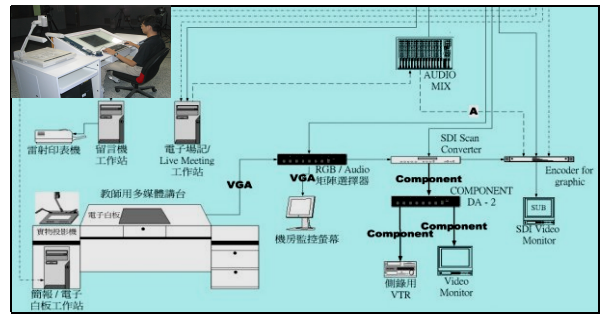 AUDIO
MIX
A
雷射印表機
留言機
工作站
電子場記/
Live Meeting
工作站
SDI Scan
Converter
RGB / Audio
矩陣選擇器
Encoder for
graphic
VGA
VGA
Component
COMPONENT
DA - 2
教師用多媒體講台
電子白板
實物投影機
機房監控螢幕
Component
Component
SUB
SDI Video
Monitor
簡報 / 電子
白板工作站
側錄用
VTR
Video
Monitor